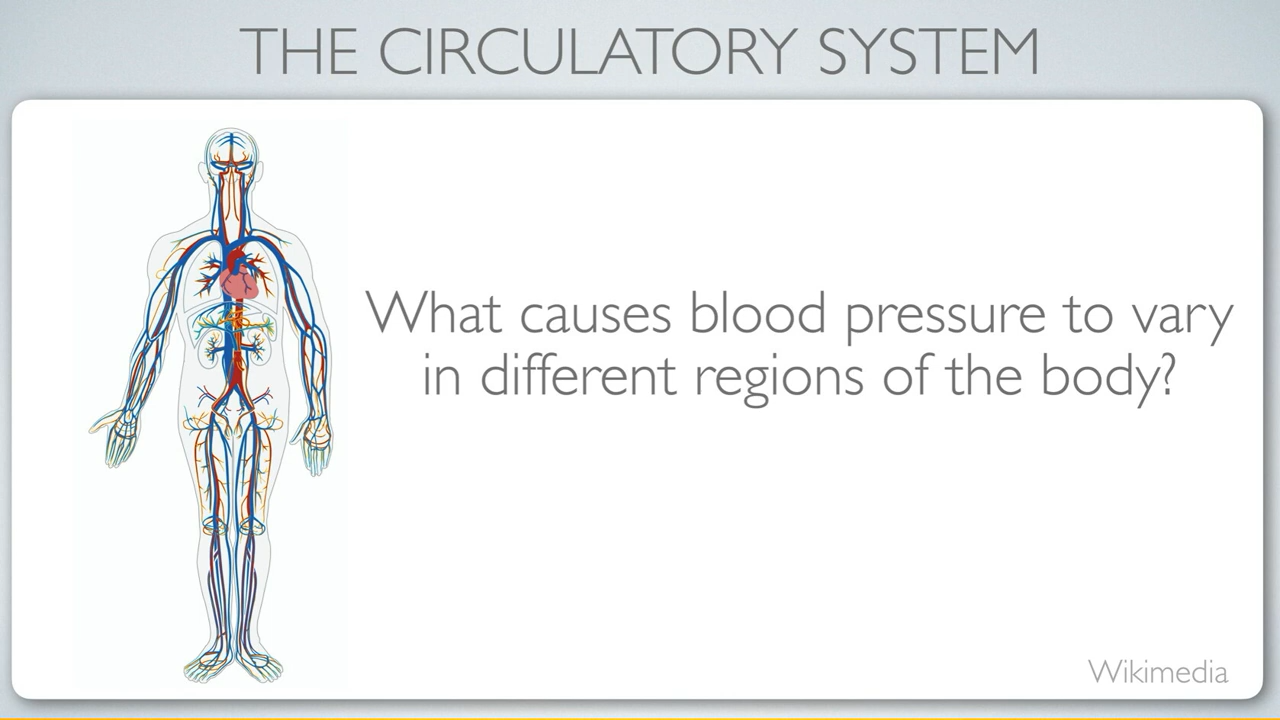 THE CIRCULATORY SYSTEM
What causes blood pressure to vary
in different regions of the body?
Wikimedia